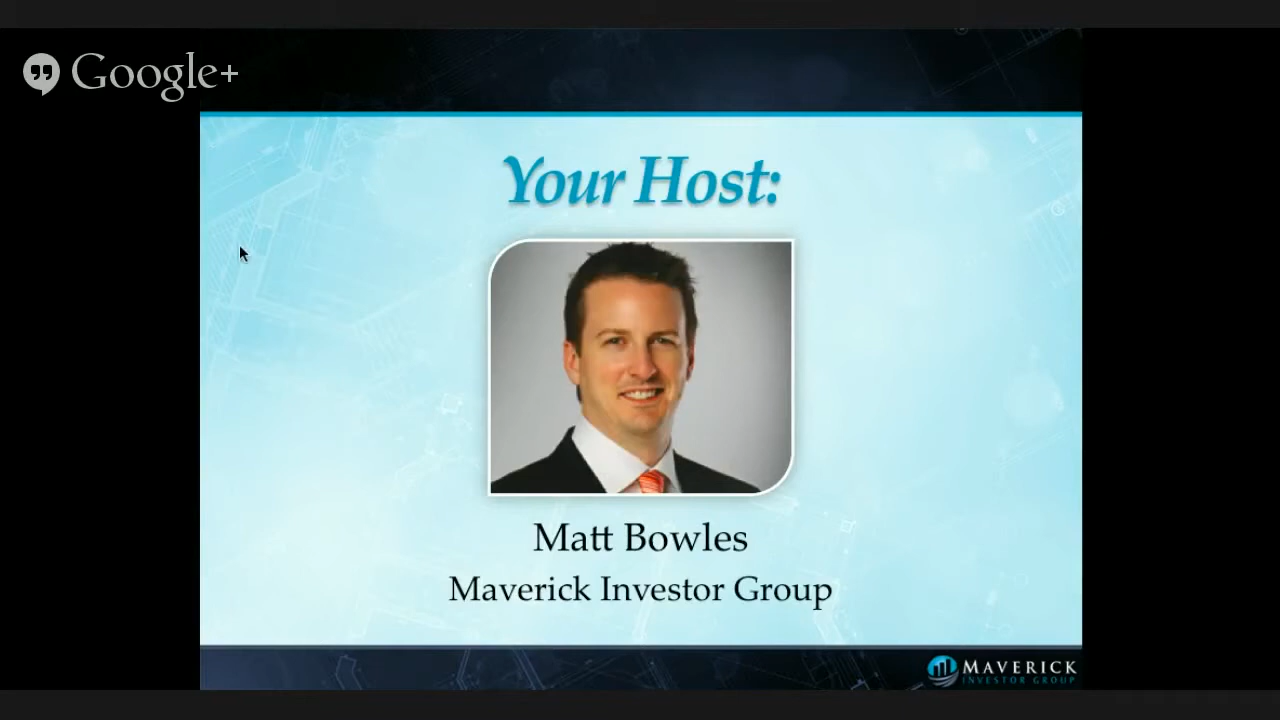 Google+
Your Host:
Matt Bowles
Maverick Investor Group
MAVERICK
INVESTOR GROUP